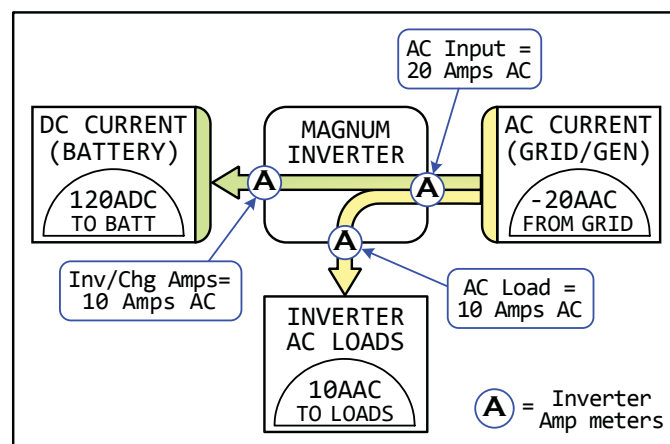 AC Input =
20 Amps AC
DC CURRENT
(BATTERY)
120ADC
TO BATT
MAGNUM
INVERTER
AC CURRENT
(GRID/GEN)
-20AAC
FROM GRID
A
A
A
Inv/Chg Amps=
10 Amps AC
AC Load =
10 Amps AC
INVERTER
AC LOADS
10AAC
TO LOADS
A = Inverter
Amp meters